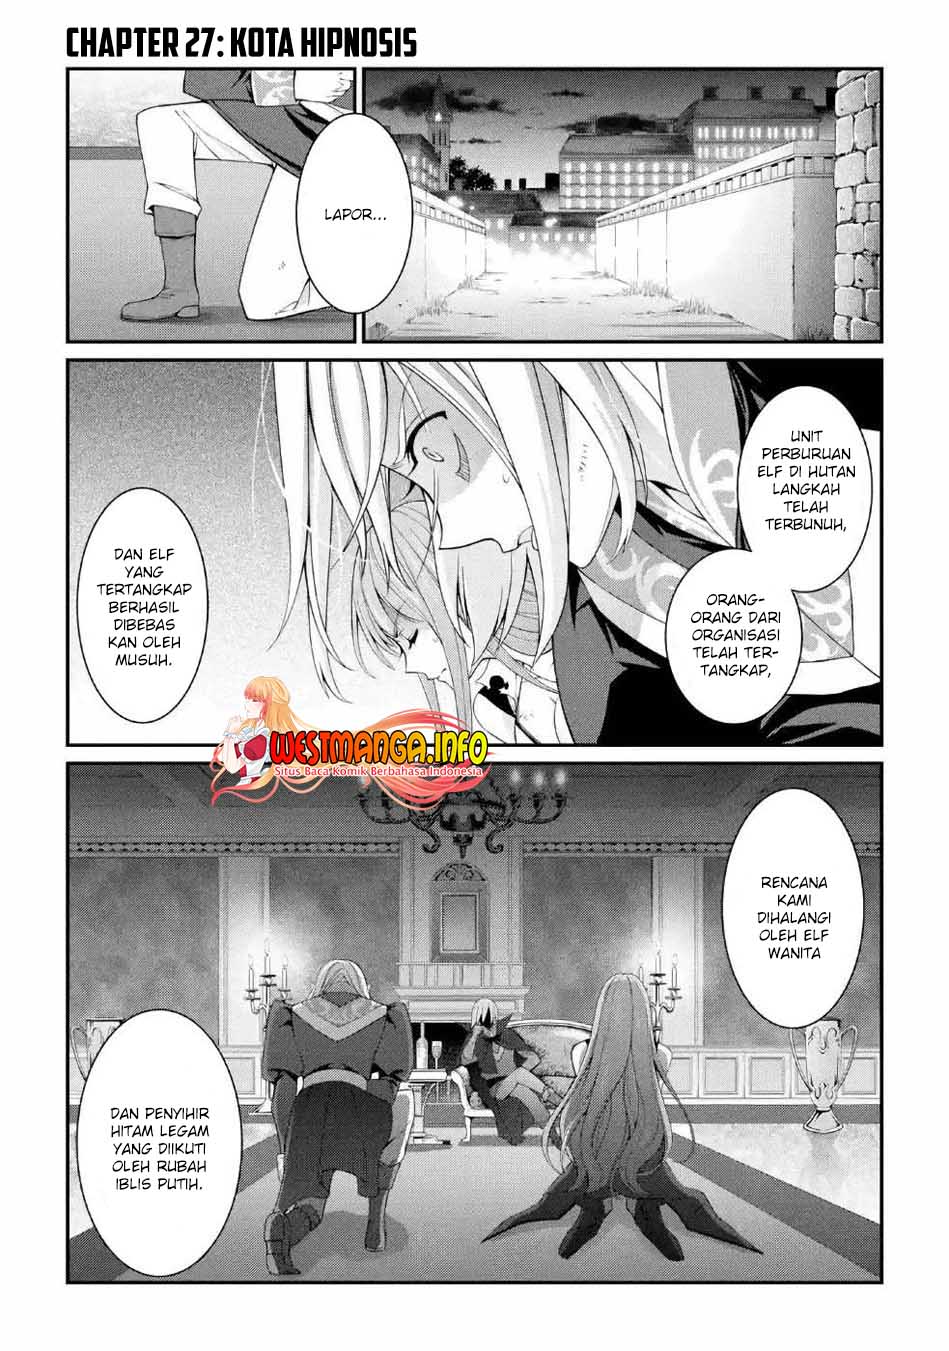 CHAPTER 27: KOTA HIPNOSIS
LAPOR...
UNIT
PERBURUAN
ELF DI HUTAN
LANGKAH
TELAH
TERBUNUH,
ORANG-
ORANG DARI
ORGANISASI
TELAH TER-
TANGKAP,
DAN ELF
YANG
TERTANGKAP
BERHASIL
DIBEBAS
KAN OLEH
MUSUH.
WESTMANGA.INFO
Situs Baca Komik Berbahasa Indonesia
RENCANA
KAMI
DIHALANGI
OLEH ELF
WANITA
DAN PENYIHIR
HITAM LEGAM
YANG DIIKUTI
OLEH RUBAH
IBLIS PUTIH.